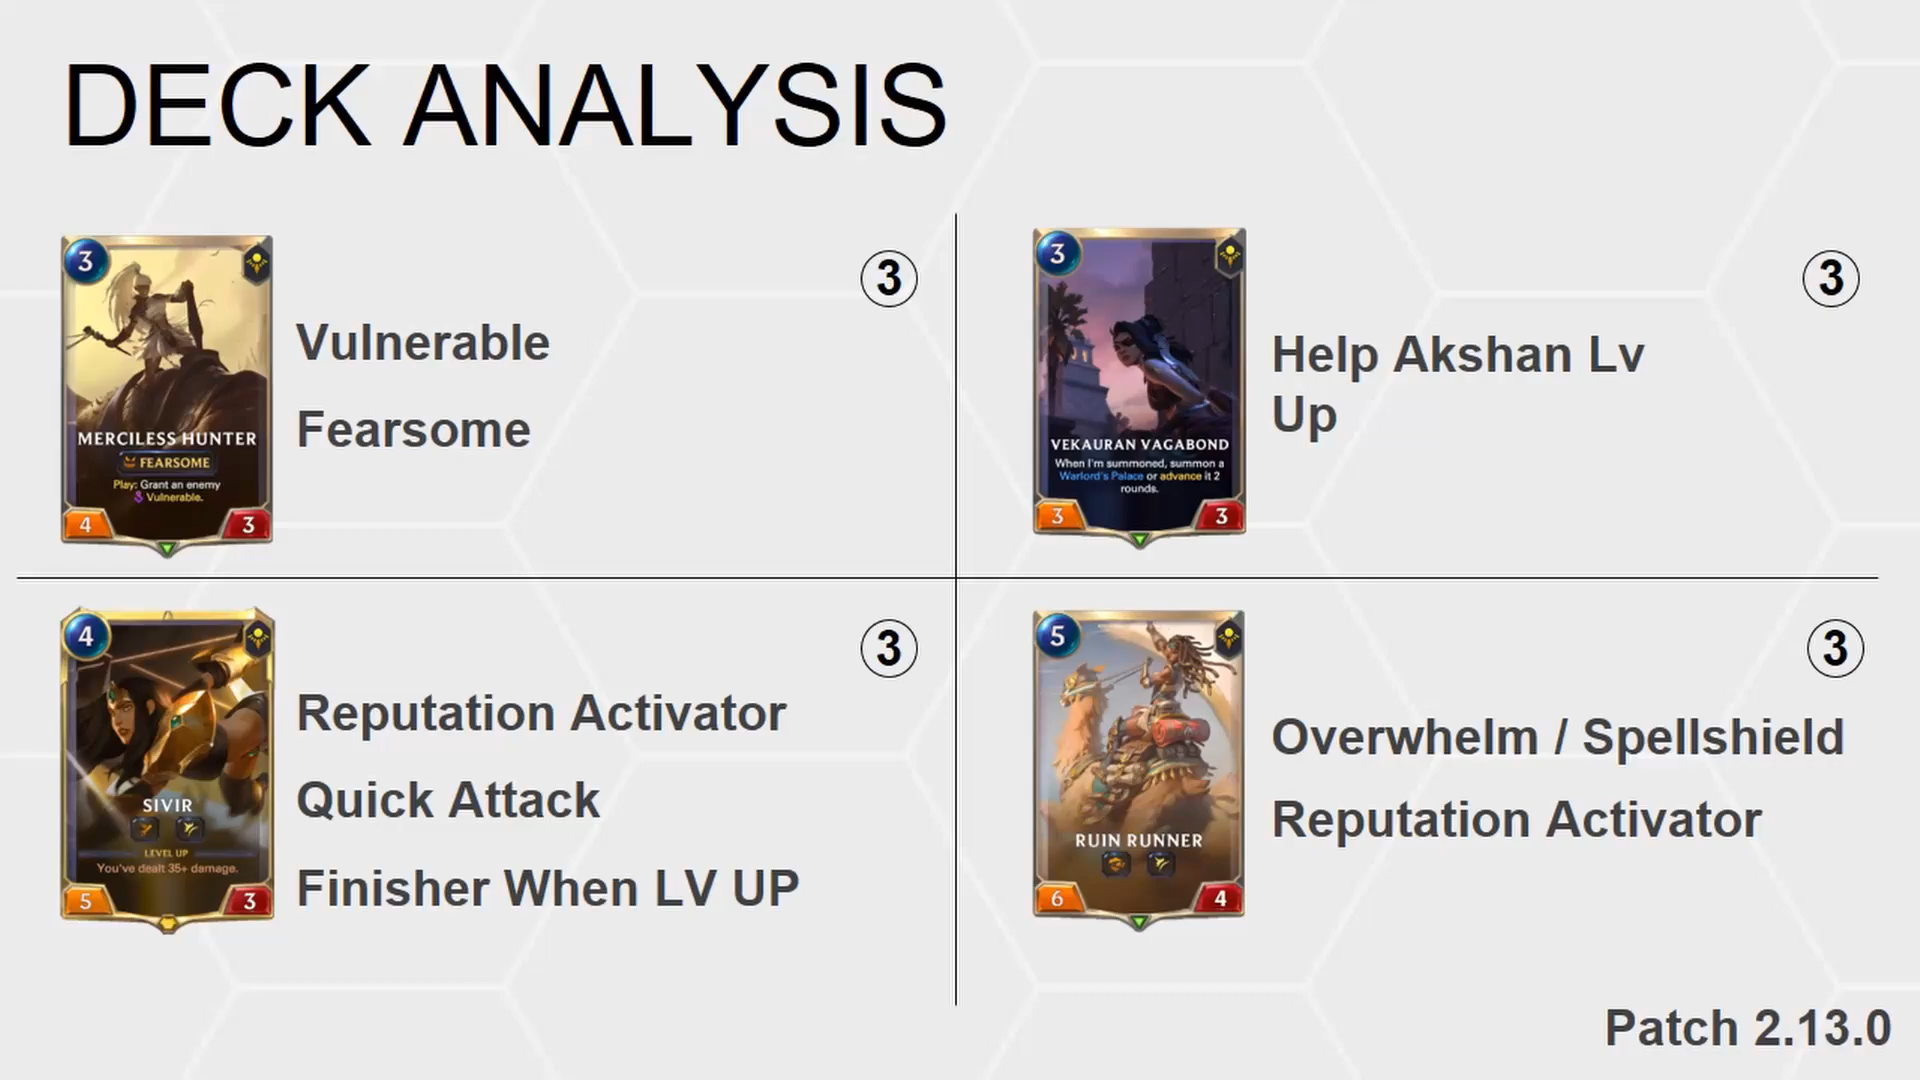 DECK ANALYSIS
3
MERCILESS HUNTER
FEARSOME
Play: Grant an enemy
Vulnerable.
4
3
Vulnerable
Fearsome
3
3
VEKAURAN VAGABOND
When I'm summoned, summon a
Warlord's Palace or advance it 2
rounds.
3
3
Help Akshan Lv
Up
3
4
SIVIR
LEVEL UP
You've dealt 35+ damage.
5
3
Reputation Activator
Quick Attack
Finisher When LV UP
3
5
RUIN RUNNER
6
4
Overwhelm / Spellshield
Reputation Activator
3
Patch 2.13.0